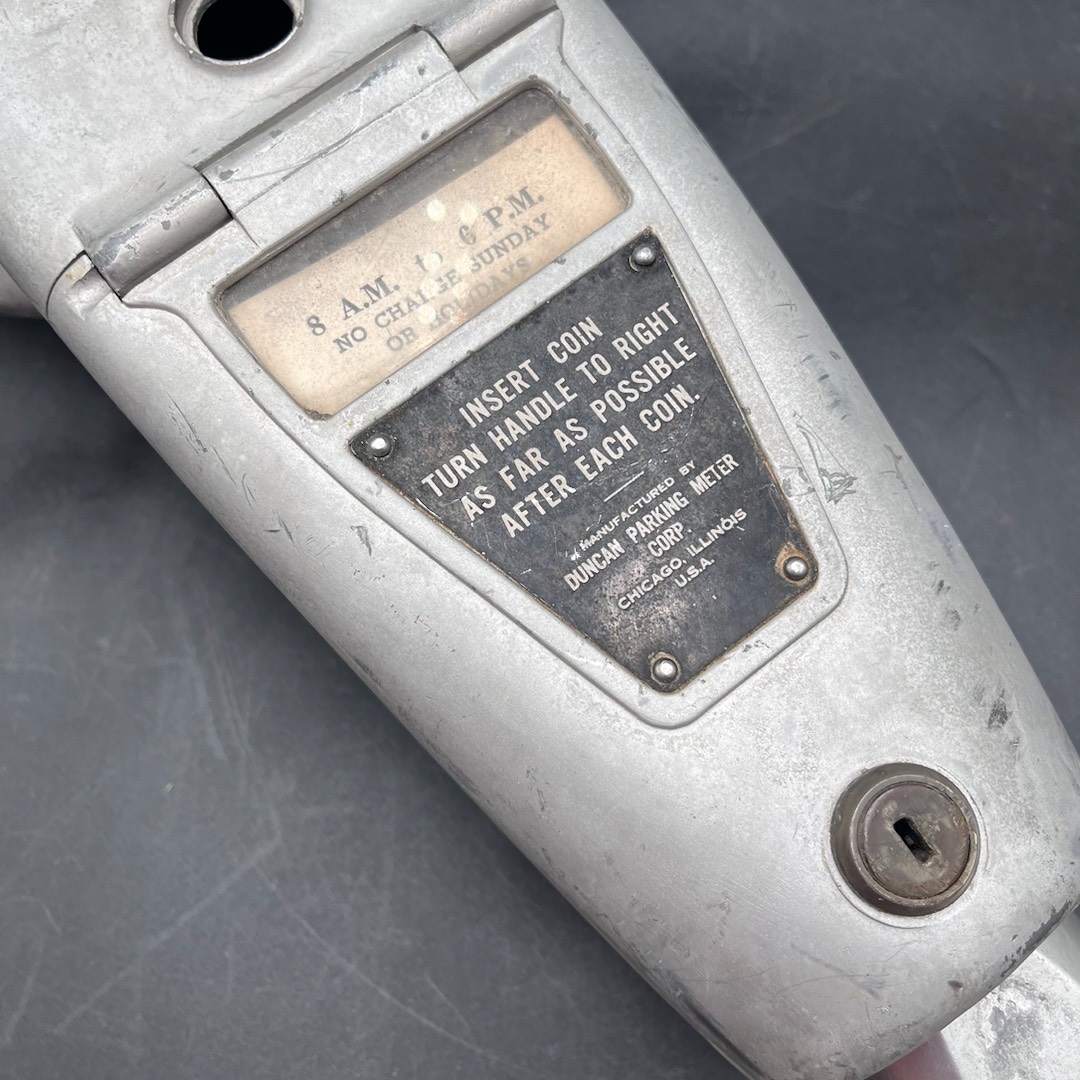 8 A.M. to 6 P.M.
NO CHARGE SUNDAY
OR HOLIDAYS
INSERT COIN
TURN HANDLE TO RIGHT
AS FAR AS POSSIBLE
AFTER EACH COIN.
MANUFACTURED BY
DUNCAN PARKING METER
CORP.
CHICAGO, ILLINOIS
U.S.A.